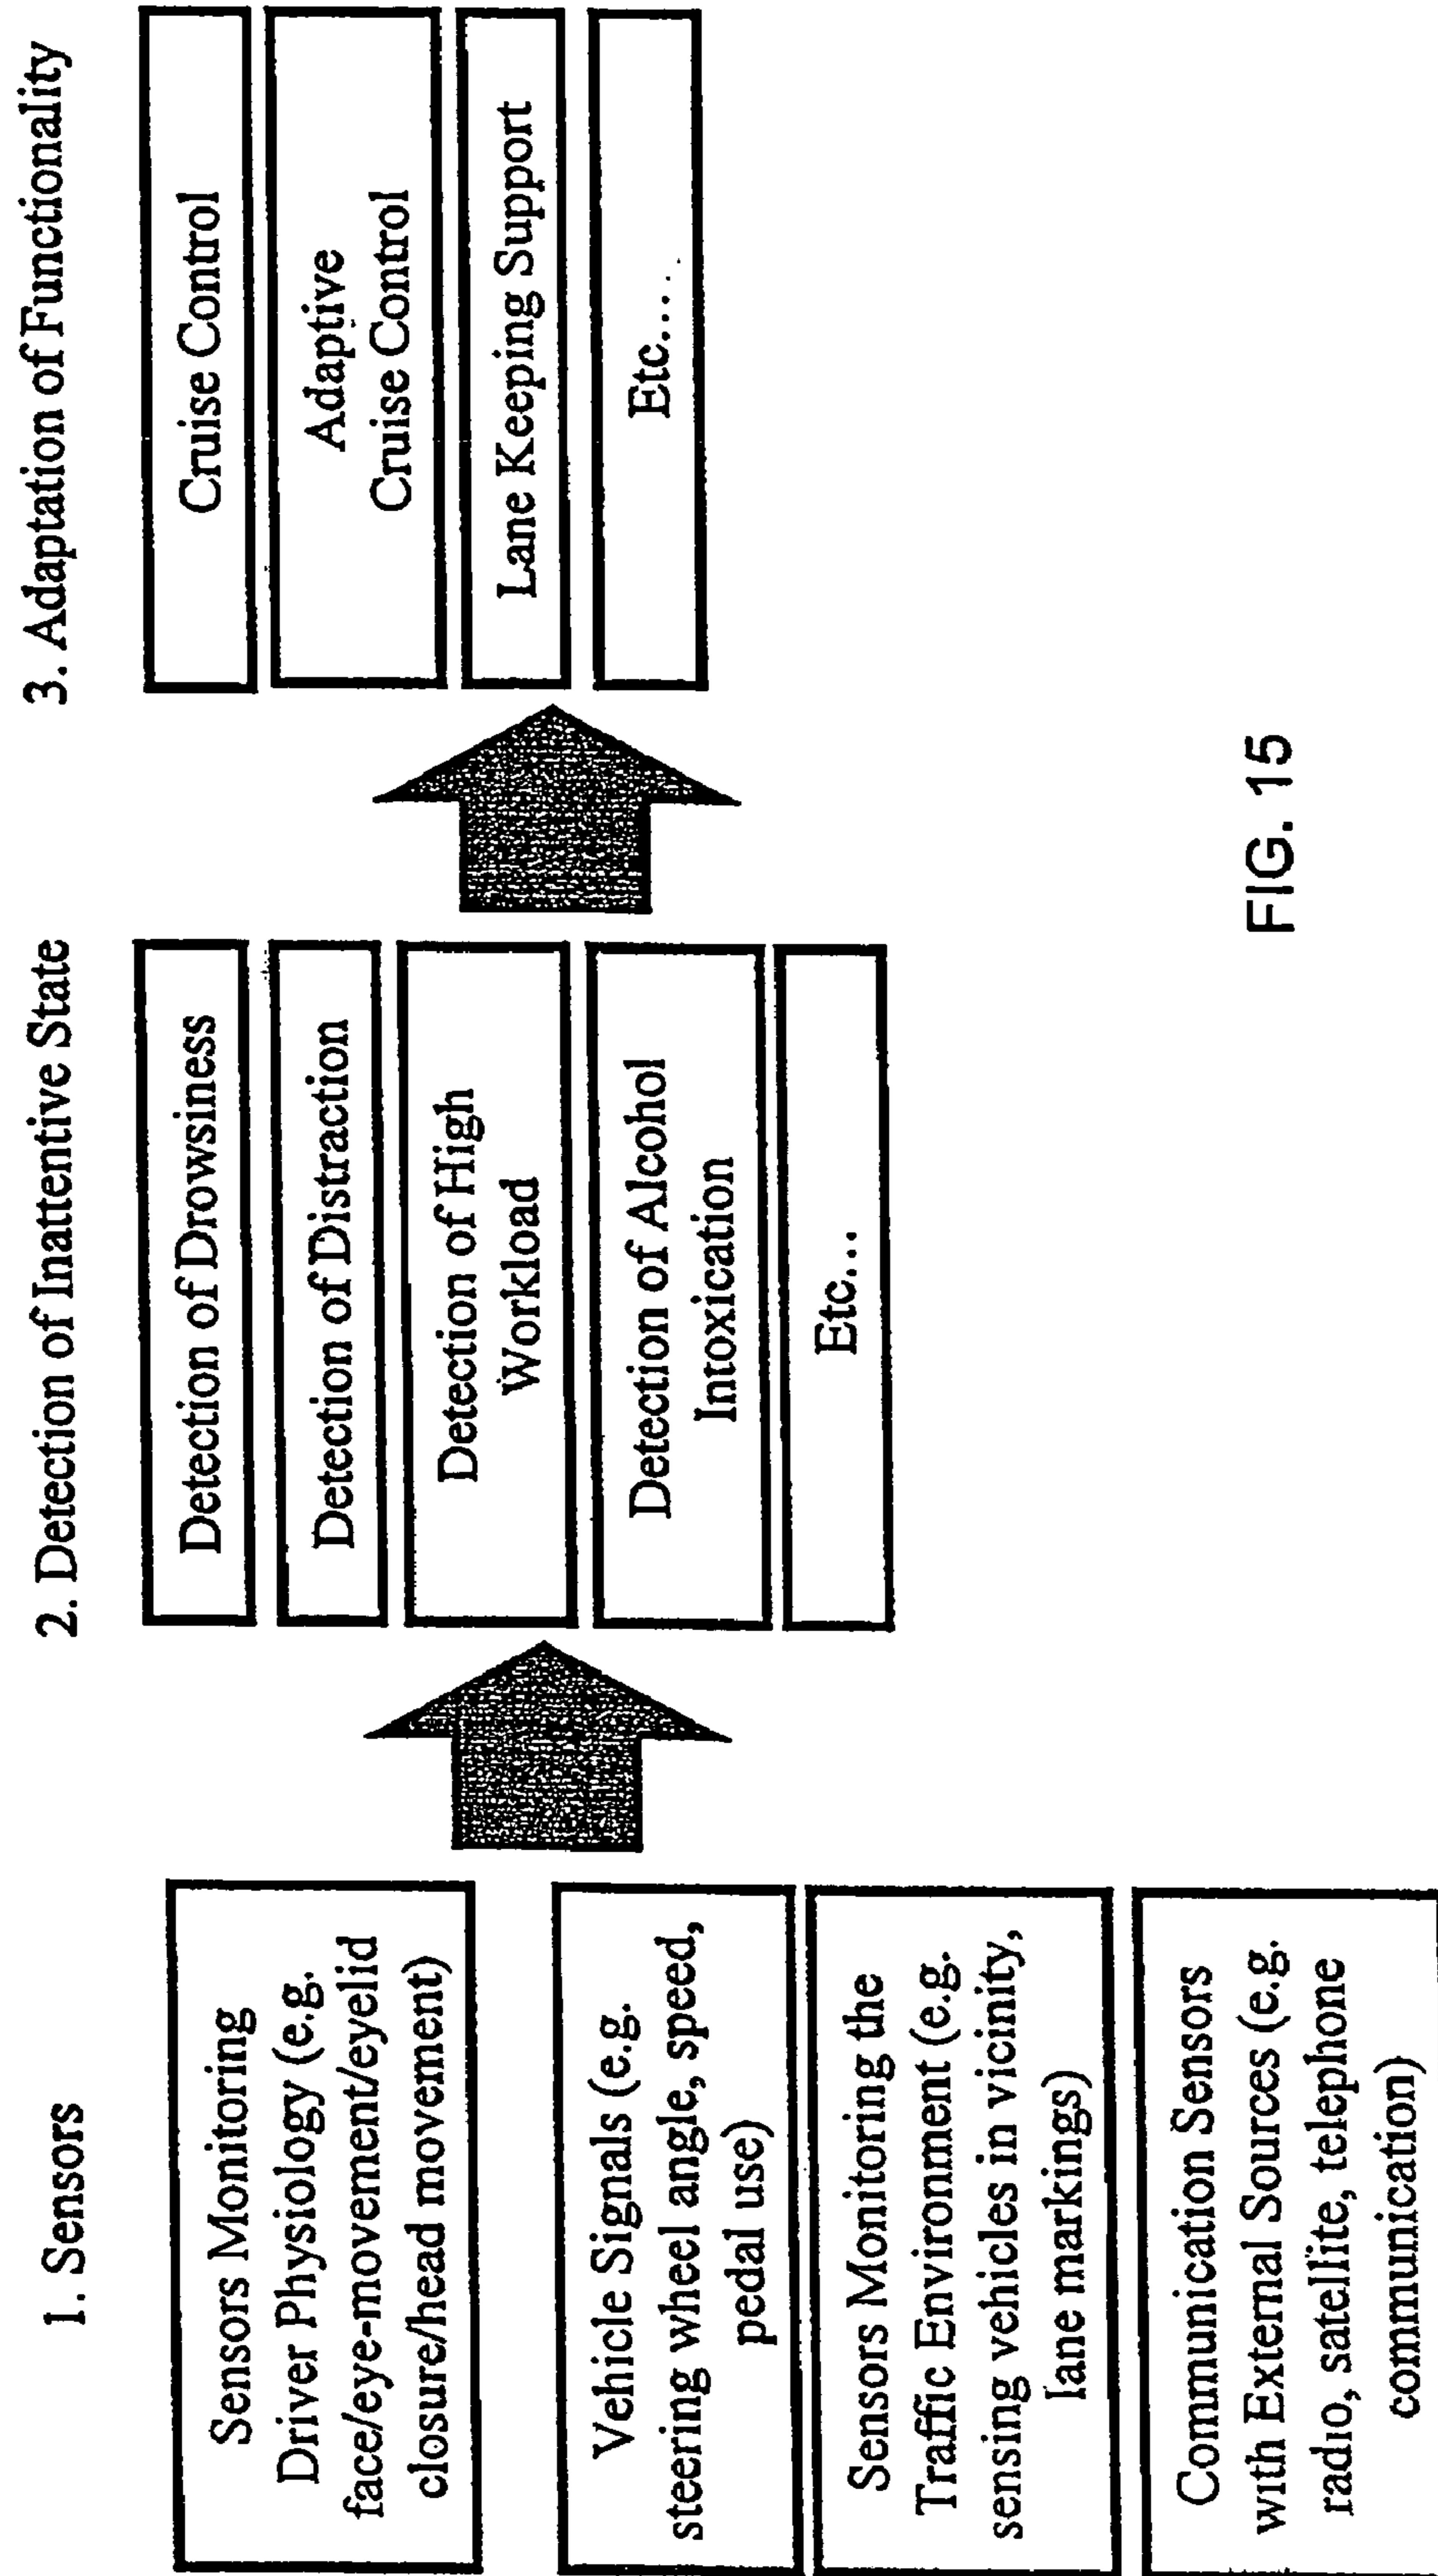 1. Sensors
Sensors Monitoring
Driver Physiology (e.g.
face/eye-movement/eyelid
closure/head movement)
Vehicle Signals (e.g.
steering wheel angle, speed,
pedal use)
Sensors Monitoring the
Traffic Environment (e.g.
sensing vehicles in vicinity,
lane markings)
Communication Sensors
with External Sources (e.g.
radio, satellite, telephone
communication)
2. Detection of Inattentive State
Detection of Drowsiness
Detection of Distraction
Detection of High
Workload
Detection of Alcohol
Intoxication
Etc...
3. Adaptation of Functionality
Cruise Control
Adaptive
Cruise Control
Lane Keeping Support
Etc....
FIG. 15